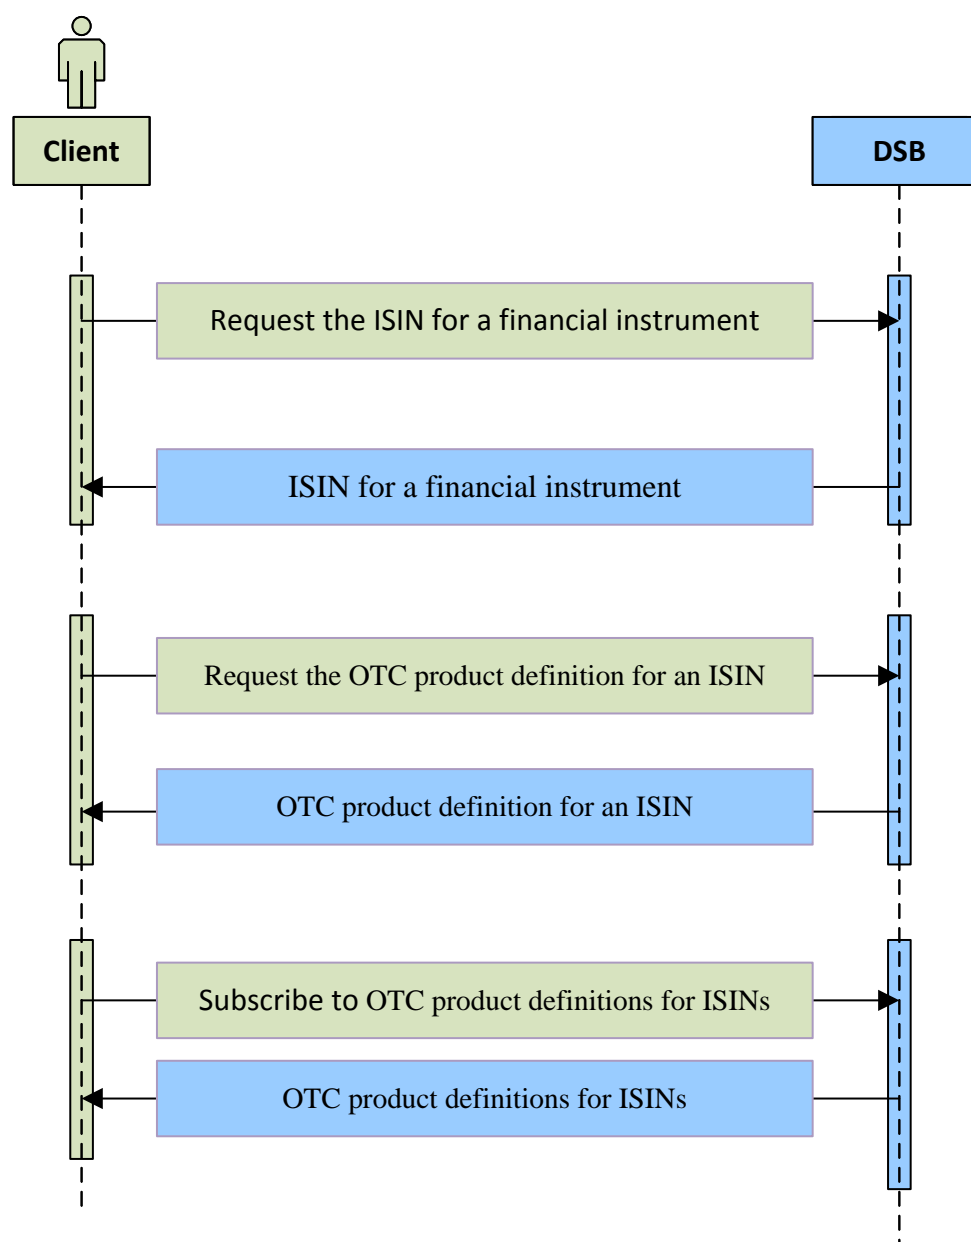 Client
DSB
Request the ISIN for a financial instrument
ISIN for a financial instrument
Request the OTC product definition for an ISIN
OTC product definition for an ISIN
Subscribe to OTC product definitions for ISINs
OTC product definitions for ISINs